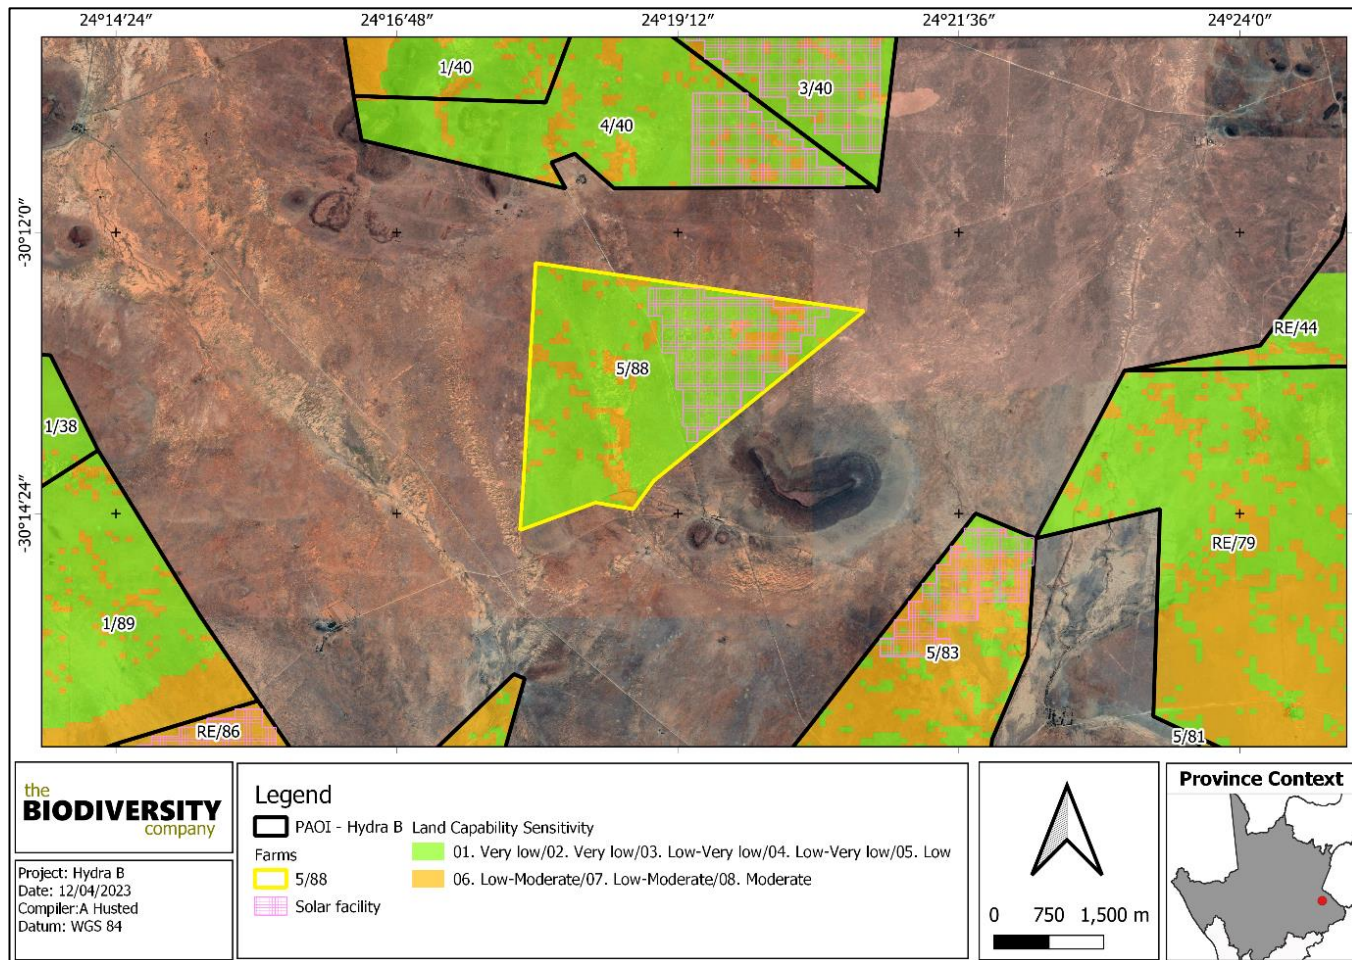 24°14′24″ 24°16′48″ 24°19′12″ 24°21′36″ 24°24′0″
1/40
3/40
4/40
-30°12′0″
RE/44
5/88
1/38
-30°14′24″
RE/79
1/89
5/83
RE/86
5/81
the
BIODIVERSITY
company
Project: Hydra B
Date: 12/04/2023
Compiler:A Husted
Datum: WGS 84
Legend
PAOI - Hydra B
Farms
5/88
Solar facility
Land Capability Sensitivity
01. Very low/02. Very low/03. Low-Very low/04. Low-Very low/05. Low
06. Low-Moderate/07. Low-Moderate/08. Moderate
0 750 1,500 m
Province Context